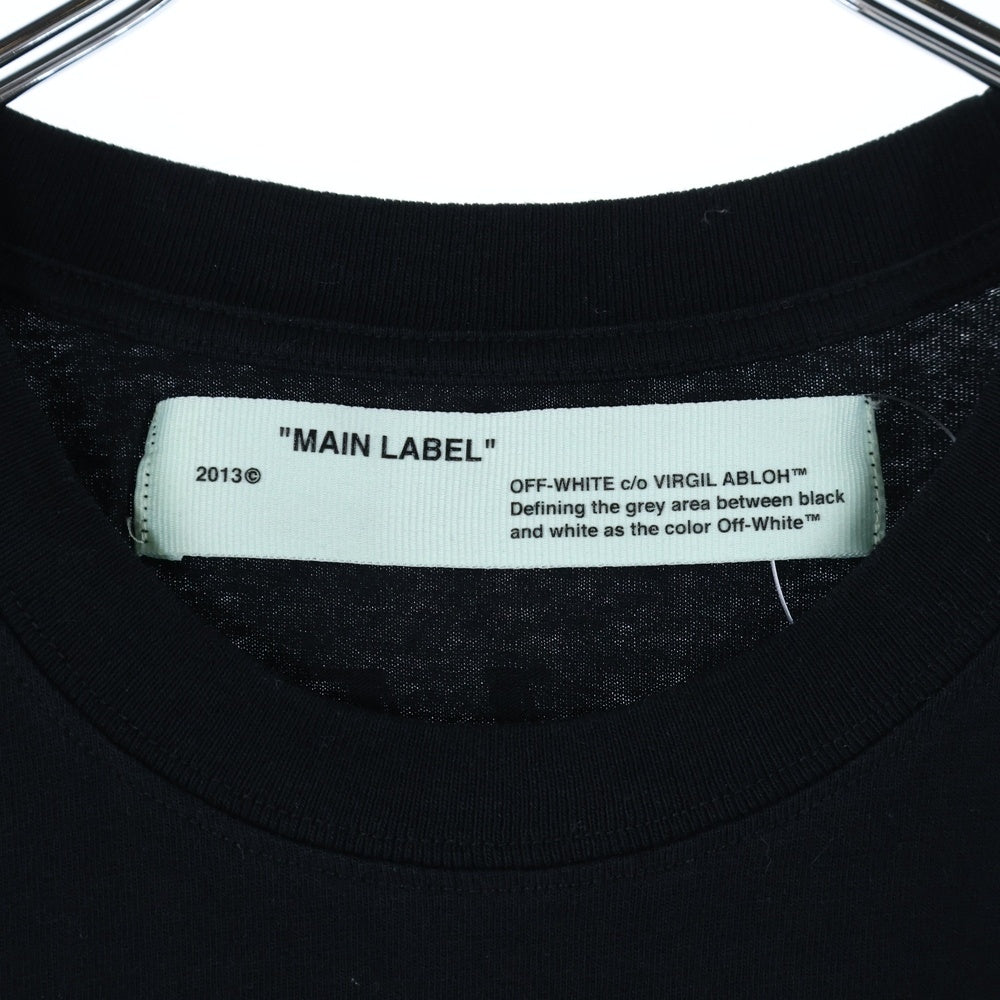 "MAIN LABEL"
2013©
OFF-WHITE c/o VIRGIL ABLOH™
Defining the grey area between black
and white as the color Off-White™